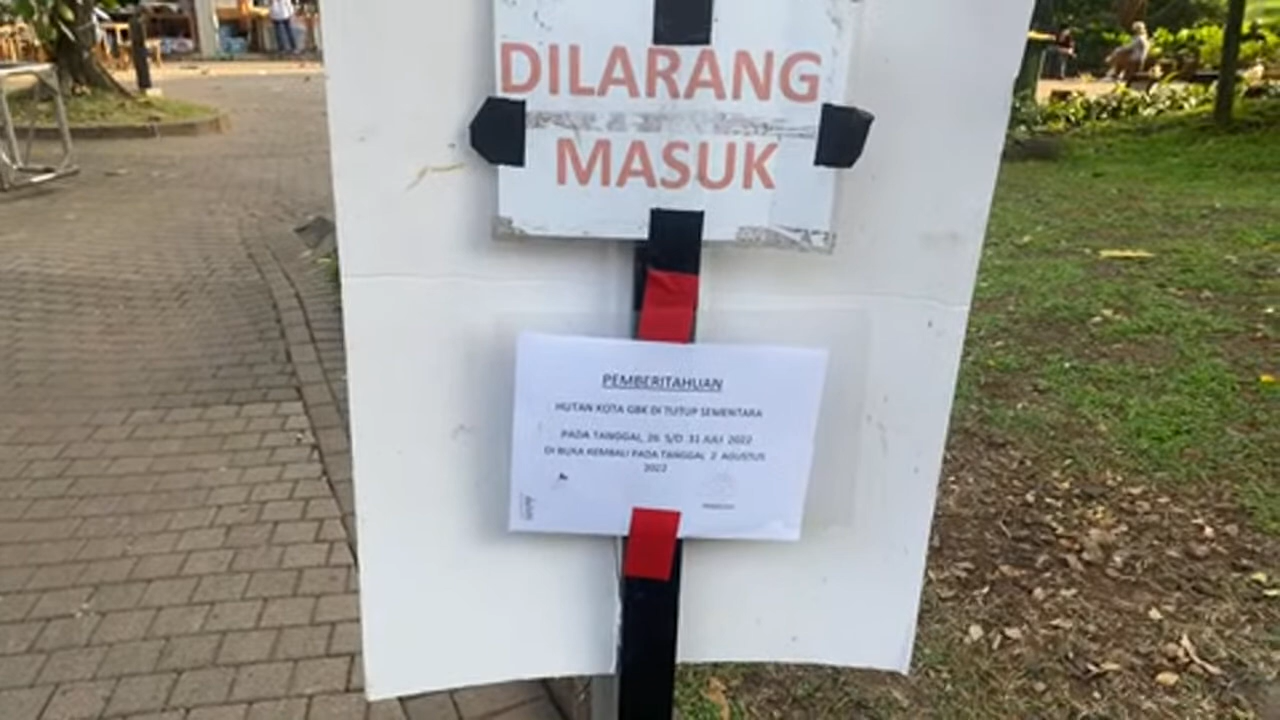 DILARANG
MASUK
PEMBERITAHUAN
HUTAN KOTA GBK DI TUTUP SEMENTARA
PADA TANGGAL, 26 S/D 31 JULI 2022
DI BUKA KEMBALI PADA TANGGAL 2 AGUSTUS
2022